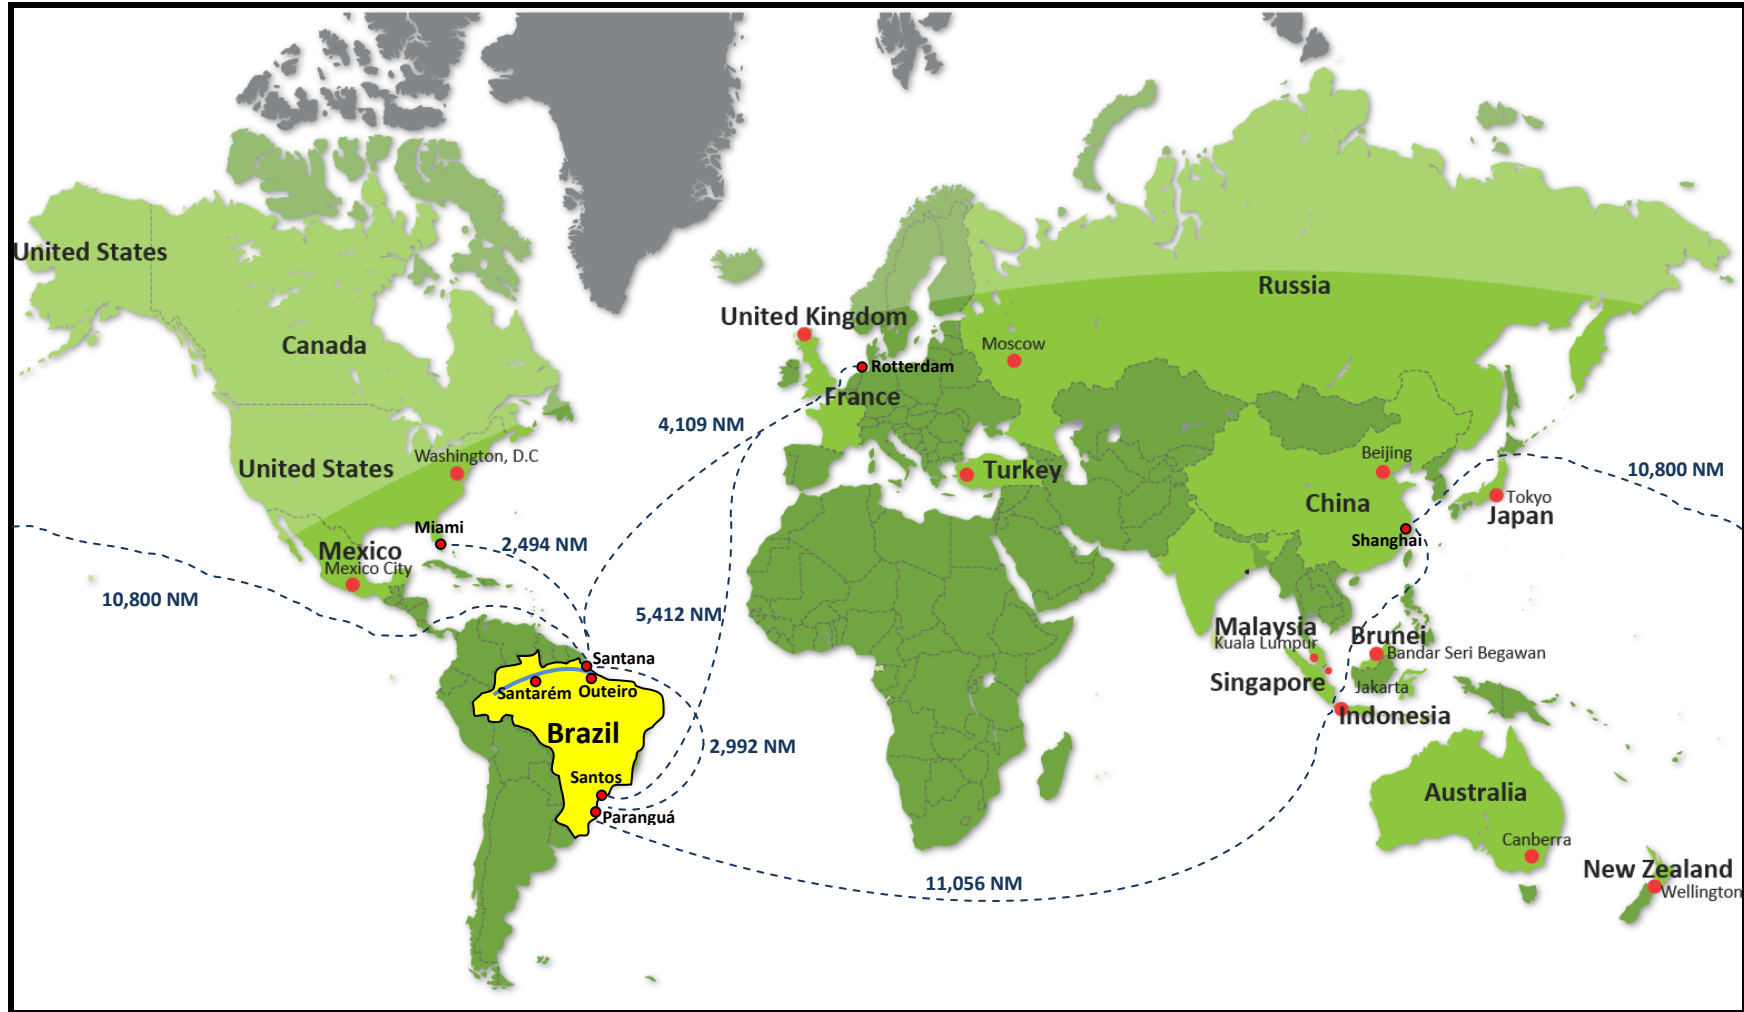 United States
Canada
United States
Washington, D.C
Miami
Mexico
Mexico City
10,800 NM
2,494 NM
United Kingdom
Rotterdam
France
4,109 NM
5,412 NM
Moscow
Russia
Turkey
Beijing
China
Shanghai
Tokyo
Japan
10,800 NM
Malaysia
Kuala Lumpur
Brunei
Bandar Seri Begawan
Singapore
Jakarta
Indonesia
Santana
Santarém
Outeiro
Brazil
2,992 NM
Santos
Paranguá
11,056 NM
Australia
Canberra
New Zealand
Wellington